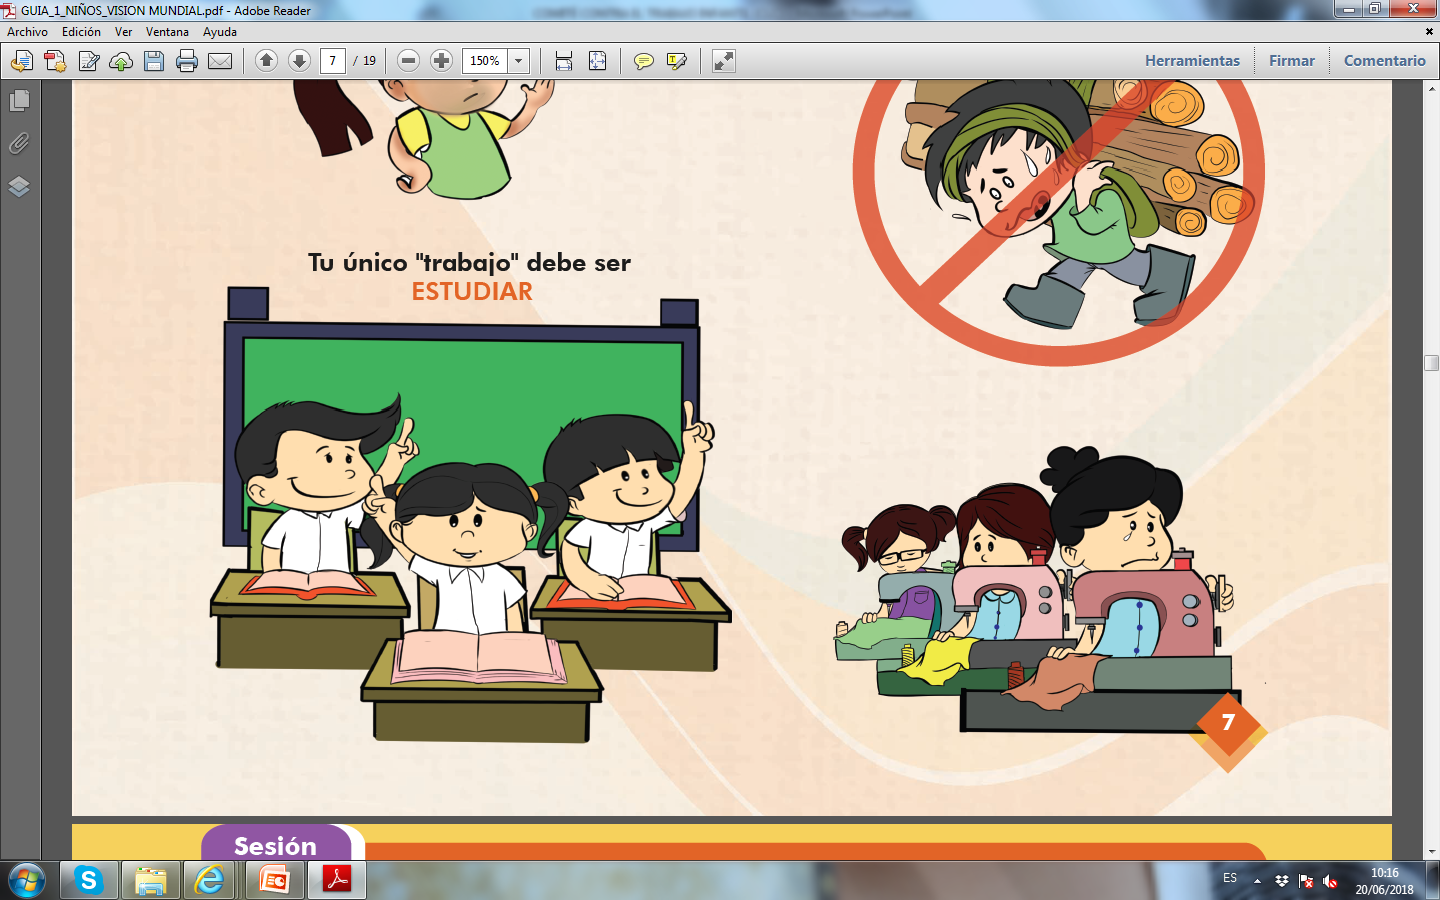 GUIA_1_NIÑOS_VISION MUNDIAL.pdf - Adobe Reader
Archivo Edición Ver Ventana Ayuda
7 / 19 150% Herramientas Firmar Comentario
Tu único "trabajo" debe ser
ESTUDIAR
7
Sesión
ES 10:16
20/06/2018